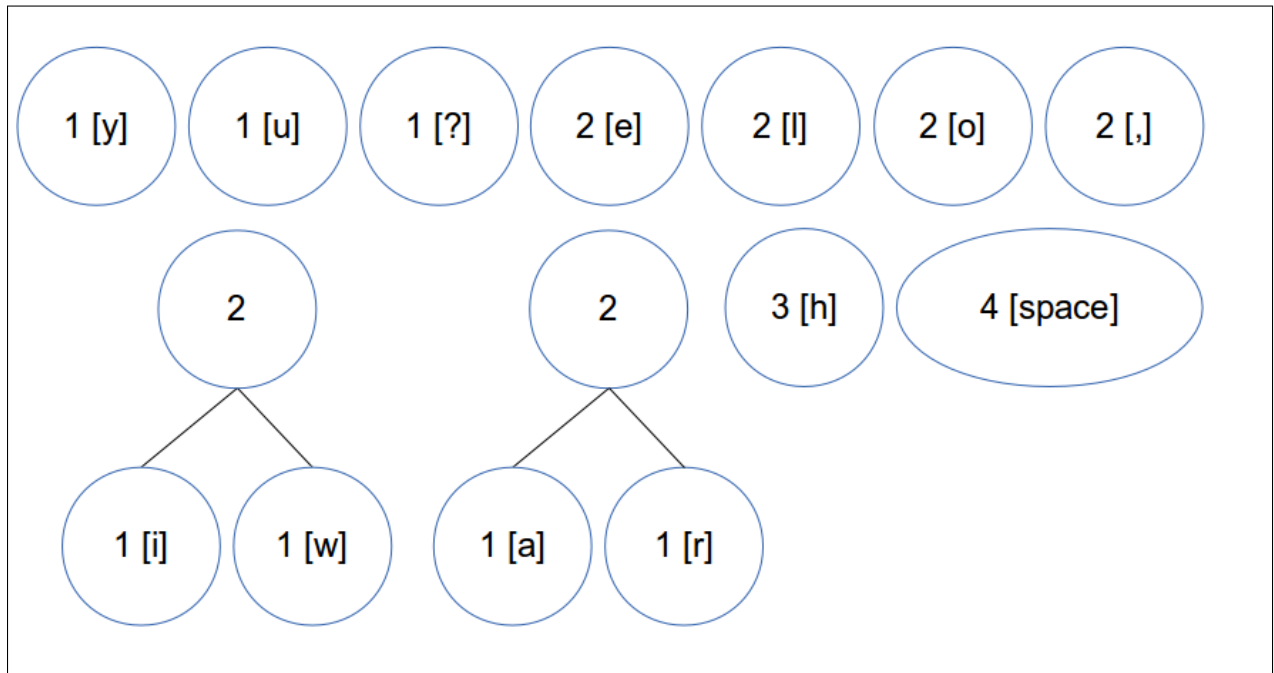 1 [y] 1 [u] 1 [?] 2 [e] 2 [l] 2 [o] 2 [,]
2 2 3 [h] 4 [space]
1 [i] 1 [w] 1 [a] 1 [r]